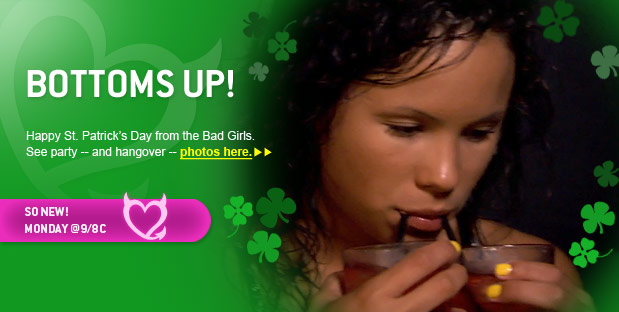 BOTTOMS UP!
Happy St. Patrick's Day from the Bad Girls.
See party -- and hangover -- photos here.
SO NEW!
MONDAY @9/8C